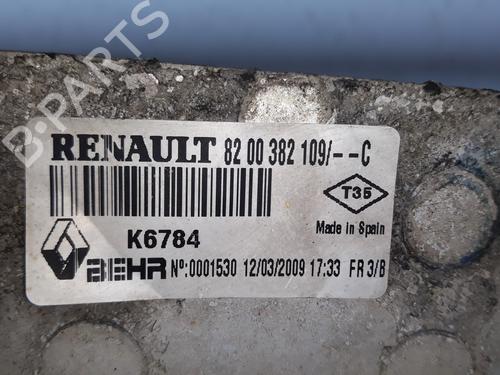 B-PARTS
RENAULT 82 00 382 109/--C
T35
Made in Spain
K6784
BEHR Nº:0001530 12/03/2009 17:33 FR 3/B